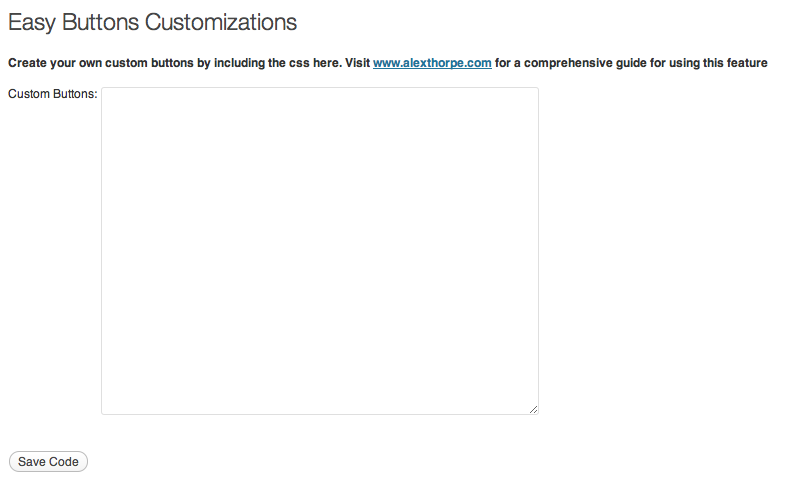 Easy Buttons Customizations
Create your own custom buttons by including the css here. Visit www.alexthorpe.com for a comprehensive guide for using this feature
Custom Buttons:
Save Code